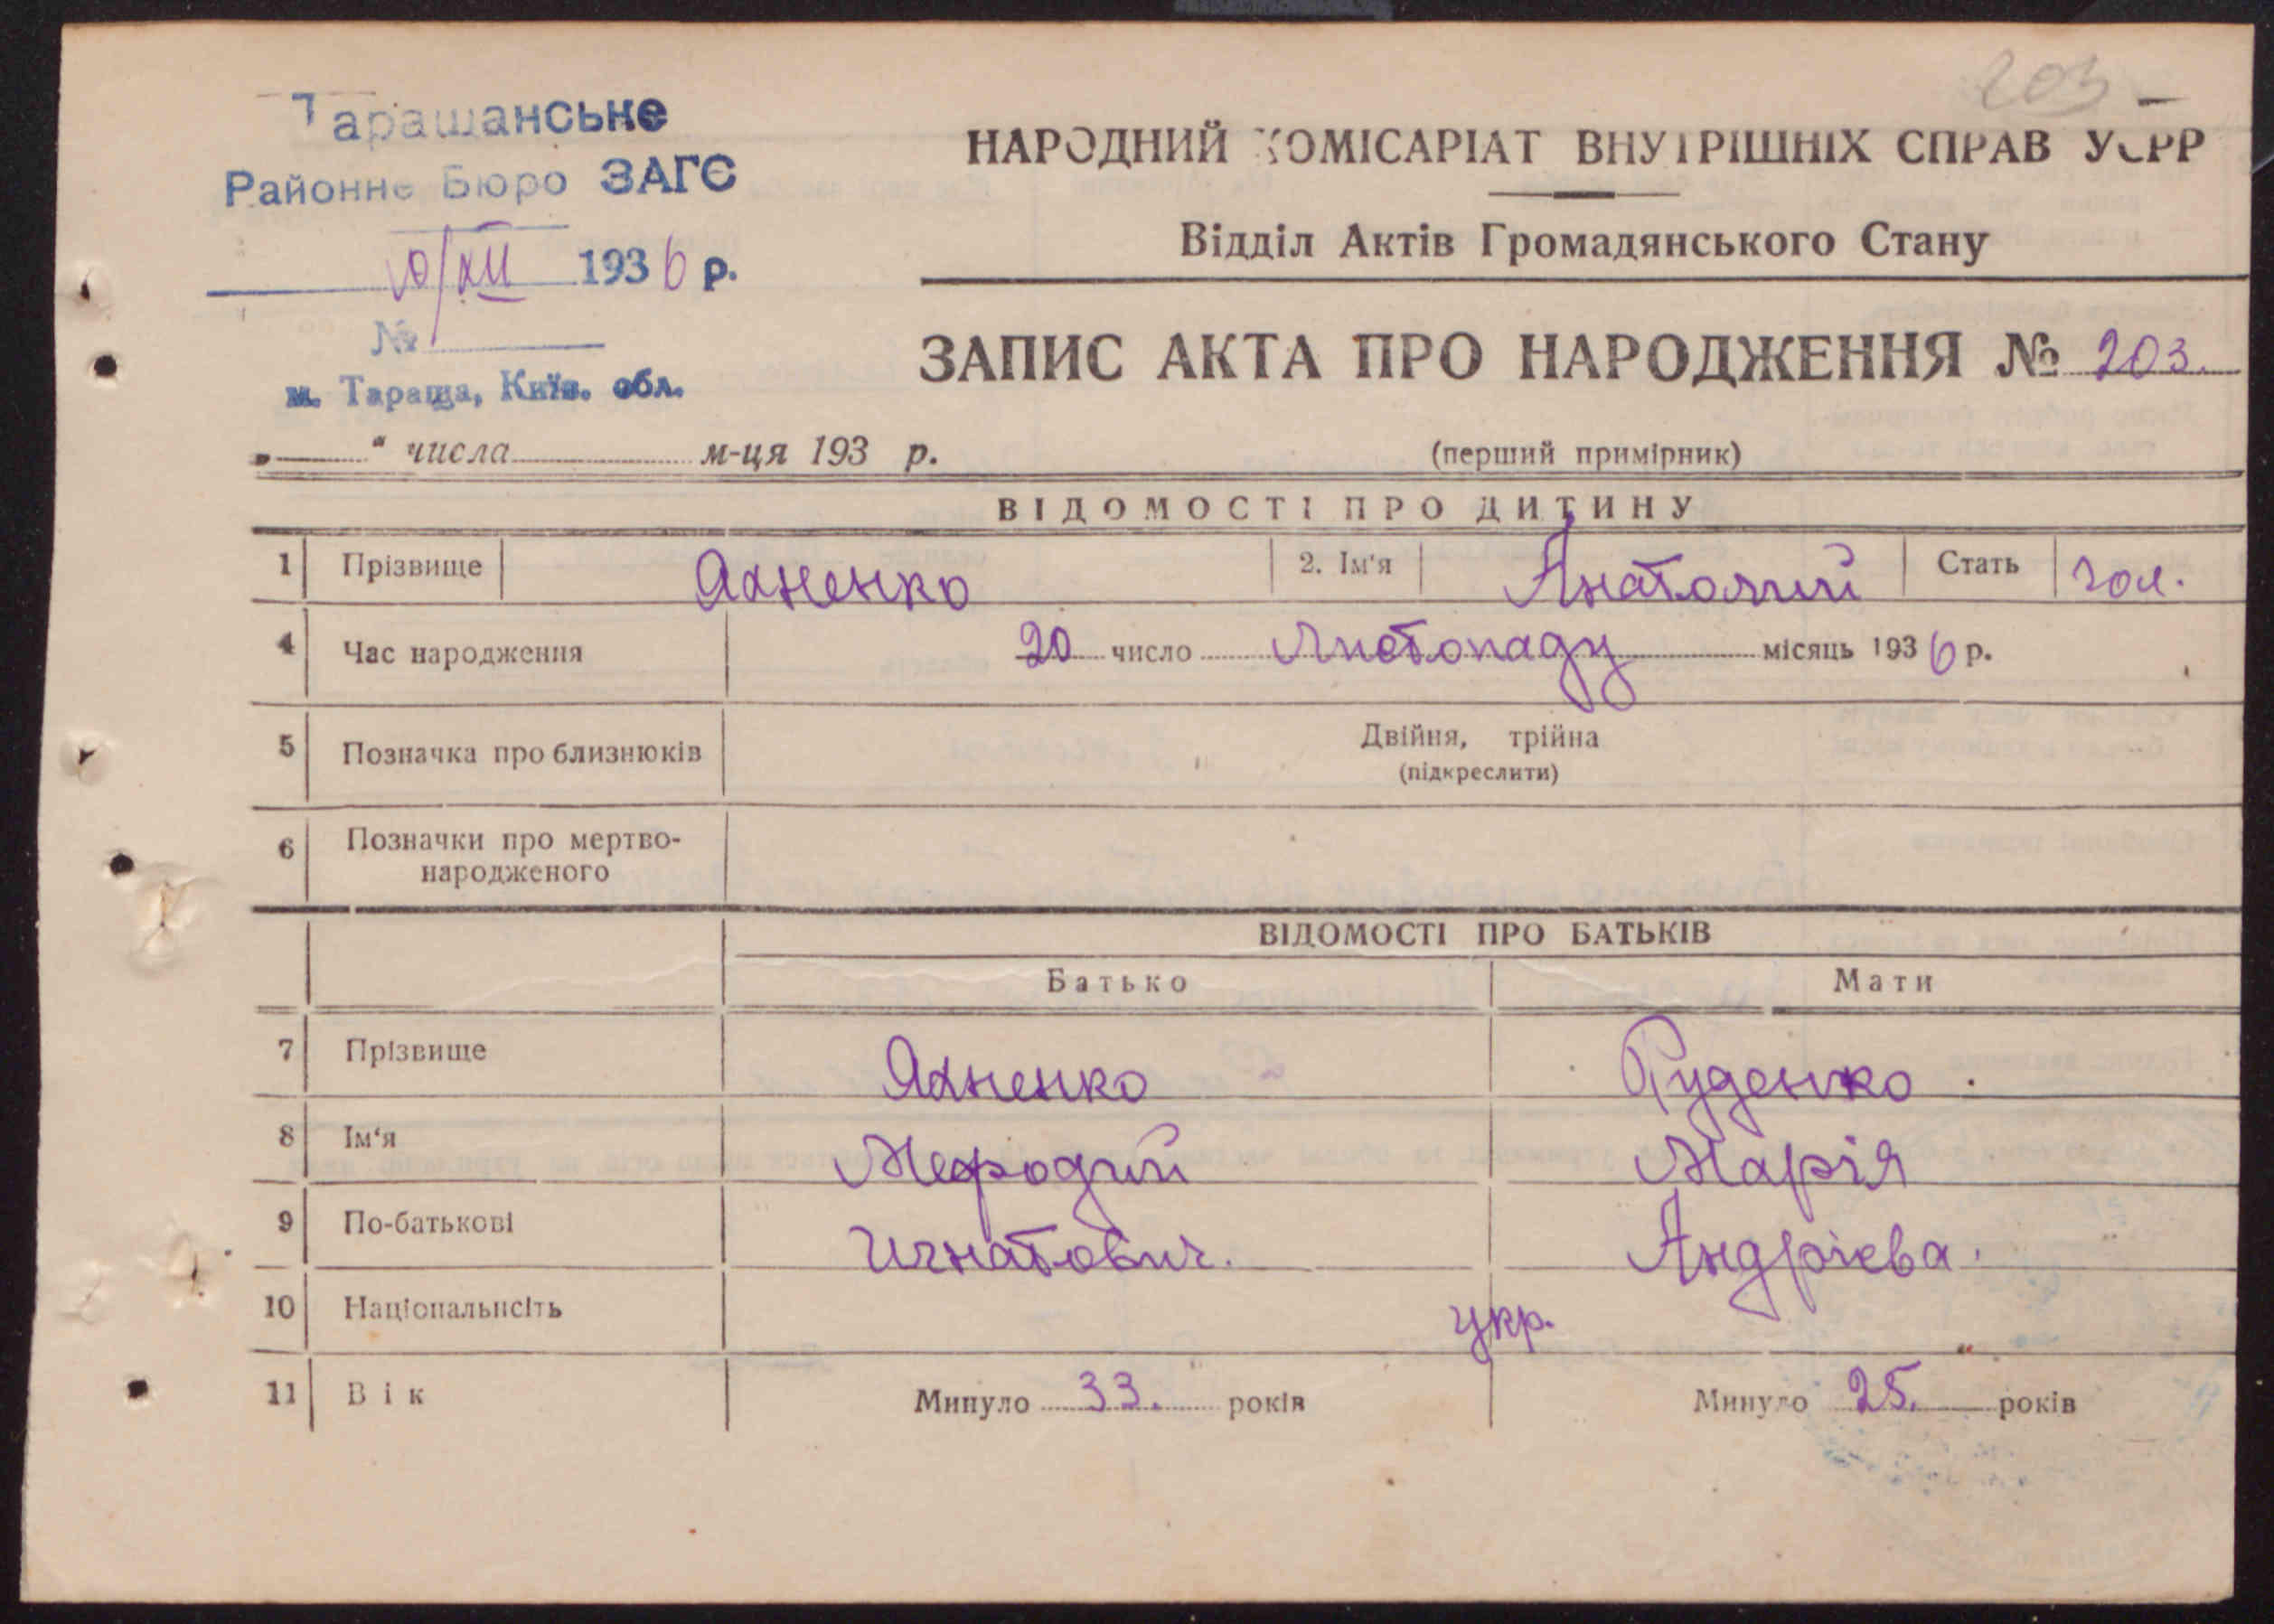 203
Таращанське
Районне Бюро ЗАГС
10/XII 1936 р.
№
м. Тараща, Київ. обл.
НАРОДНИЙ КОМІСАРІАТ ВНУТРІШНІХ СПРАВ УСРР
Відділ Актів Громадянського Стану
ЗАПИС АКТА ПРО НАРОДЖЕННЯ № 203.
„ “ числа м-ця 193 р.
(перший примірник)
ВІДОМОСТІ ПРО ДИТИНУ
1 Прізвище Яхненко 2. Ім'я Анатолий Стать чол.
4 Час народження 20 число Листопаду місяць 1936 р.
5 Позначка про близнюків Двійня, трійна
(підкреслити)
6 Позначки про мертво-
народженого
ВІДОМОСТІ ПРО БАТЬКІВ
Батько Мати
7 Прізвище Яхненко Руденко
8 Ім‘я Мефодий Марія
9 По-батькові Игнатович. Андрієва.
10 Національність укр. "
11 Вік Минуло 33. років Минуло 25. років